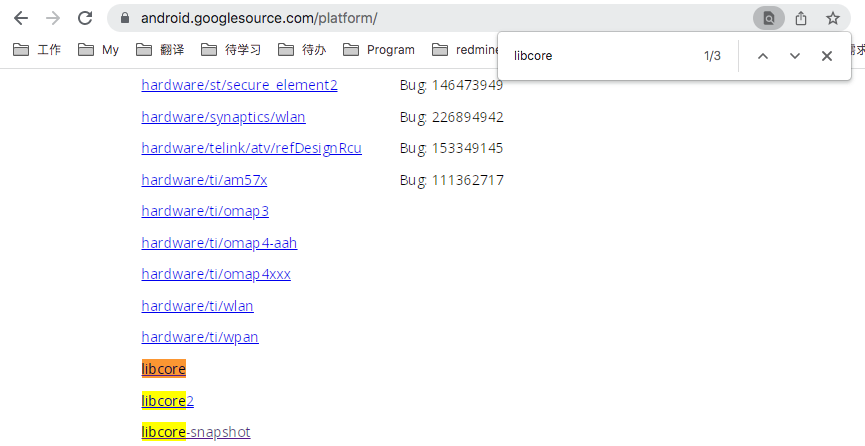 android.googlesource.com/platform/
工作 My 翻译 待学习 待办 Program redmine
libcore 1/3
hardware/st/secure_element2 Bug: 146473949
hardware/synaptics/wlan Bug: 226894942
hardware/telink/atv/refDesignRcu Bug: 153349145
hardware/ti/am57x Bug: 111362717
hardware/ti/omap3
hardware/ti/omap4-aah
hardware/ti/omap4xxx
hardware/ti/wlan
hardware/ti/wpan
libcore
libcore2
libcore-snapshot